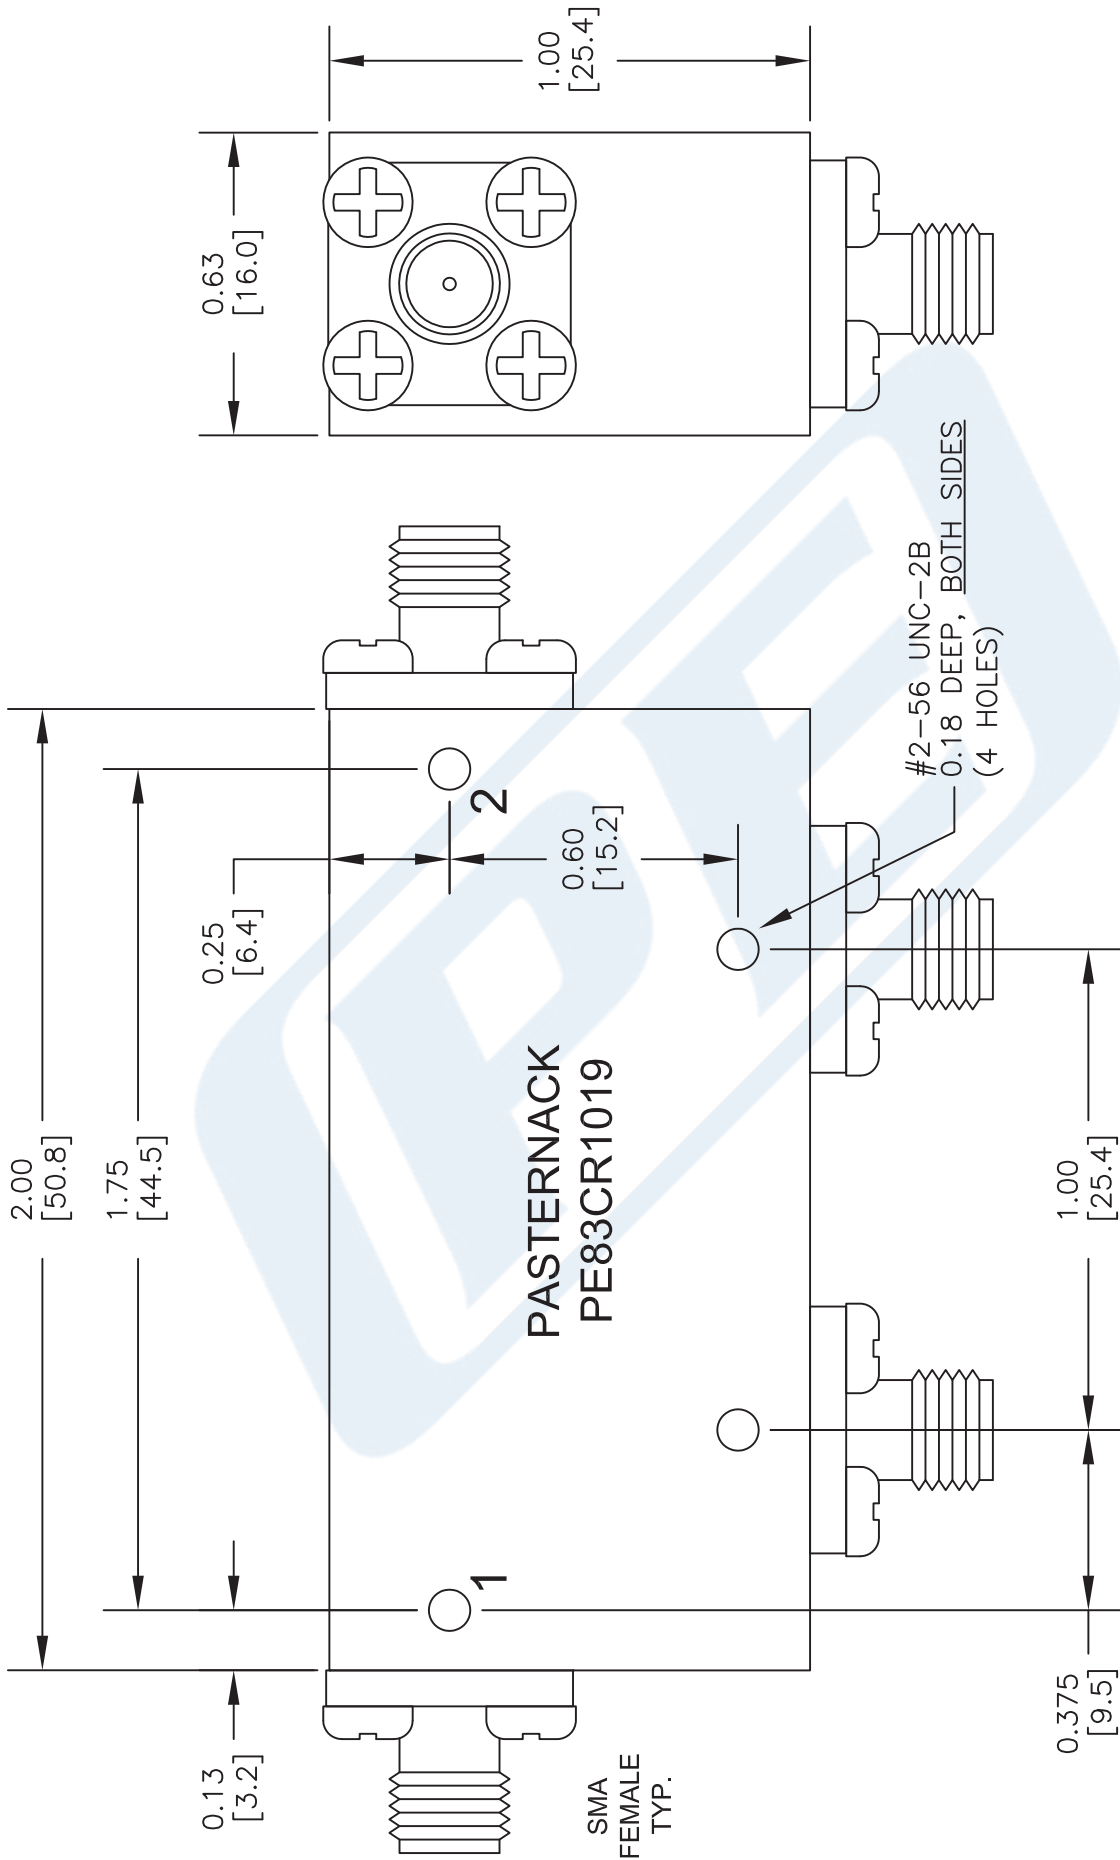 2.00
[50.8]
1.75
[44.5]
0.13
[3.2]
0.25
[6.4]
0.63
[16.0]
1.00
[25.4]
1
2
0.60
[15.2]
PASTERNACK
PE83CR1019
SMA
FEMALE
TYP.
#2-56 UNC-2B
0.18 DEEP, BOTH SIDES
(4 HOLES)
0.375
[9.5]
1.00
[25.4]
PE